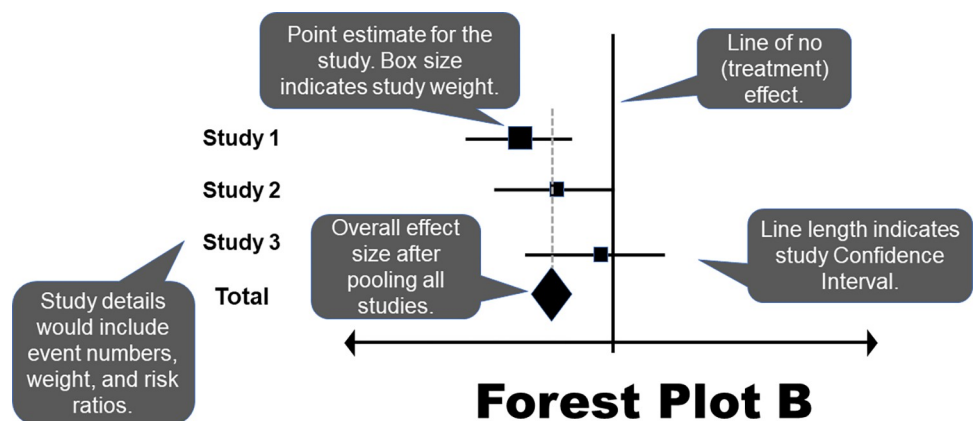 Point estimate for the
study. Box size
indicates study weight.
Line of no
(treatment)
effect.
Study 1
Study 2
Study 3
Total
Overall effect
size after
pooling all
studies.
Line length indicates
study Confidence
Interval.
Study details
would include
event numbers,
weight, and risk
ratios.
Forest Plot B